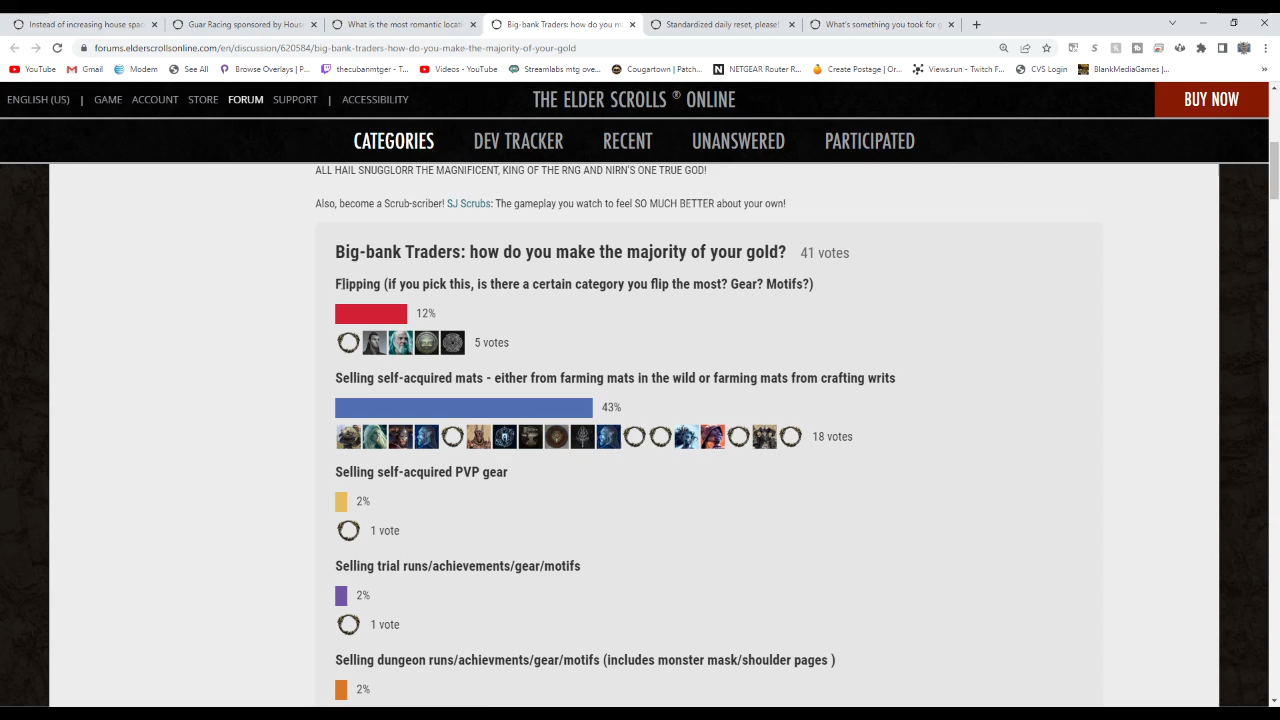 Instead of increasing house spac
Guar Racing sponsored by Hous
What is the most romantic locati
Big-bank Traders: how do you m
Standardized daily reset, please!
What's something you took for g
forums.elderscrollsonline.com/en/discussion/620584/big-bank-traders-how-do-you-make-the-majority-of-your-gold
YouTube
Gmail
Modem
See All
Browse Overlays | P...
thecubanmtger - T...
Videos - YouTube
Streamlabs mtg ove...
Cougartown | Patch...
NETGEAR Router R...
Create Postage | Or...
Views.run - Twitch F...
CVS Login
BlankMediaGames |...
ENGLISH (US) | GAME ACCOUNT STORE FORUM SUPPORT | ACCESSIBILITY
THE ELDER SCROLLS ® ONLINE
BUY NOW
CATEGORIES DEV TRACKER RECENT UNANSWERED PARTICIPATED
ALL HAIL SNUGGLORR THE MAGNIFICENT, KING OF THE RNG AND NIRN'S ONE TRUE GOD!
Also, become a Scrub-scriber! SJ Scrubs: The gameplay you watch to feel SO MUCH BETTER about your own!
Big-bank Traders: how do you make the majority of your gold? 41 votes
Flipping (if you pick this, is there a certain category you flip the most? Gear? Motifs?)
12%
5 votes
Selling self-acquired mats - either from farming mats in the wild or farming mats from crafting writs
43%
18 votes
Selling self-acquired PVP gear
2%
1 vote
Selling trial runs/achievements/gear/motifs
2%
1 vote
Selling dungeon runs/achievments/gear/motifs (includes monster mask/shoulder pages )
2%